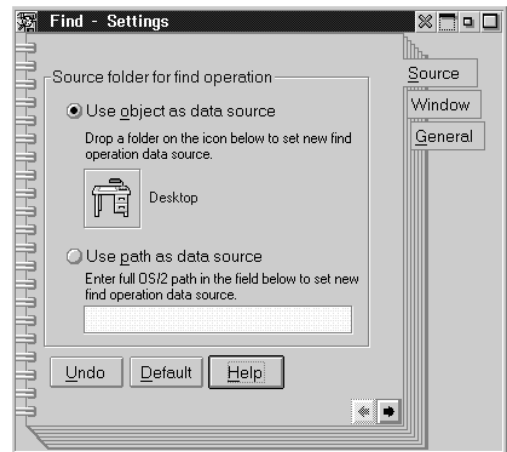 Find - Settings
Source
Window
General
Source folder for find operation
Use object as data source
Drop a folder on the icon below to set new find
operation data source.
Desktop
Use path as data source
Enter full OS/2 path in the field below to set new
find operation data source.
Undo
Default
Help